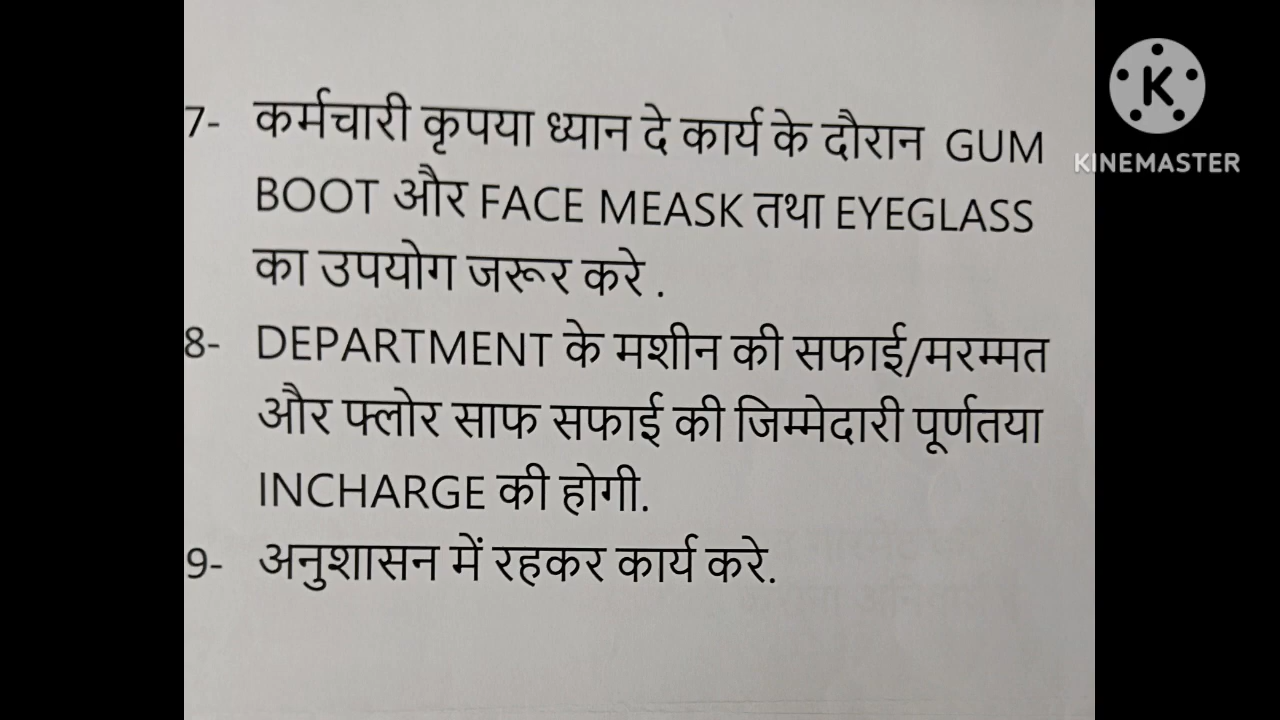 7- कर्मचारी कृपया ध्यान दे कार्य के दौरान GUM
BOOT और FACE MEASK तथा EYEGLASS
का उपयोग जरूर करे .
8- DEPARTMENT के मशीन की सफाई/मरम्मत
और फ्लोर साफ सफाई की जिम्मेदारी पूर्णतया
INCHARGE की होगी.
9- अनुशासन में रहकर कार्य करे.
K
KINEMASTER